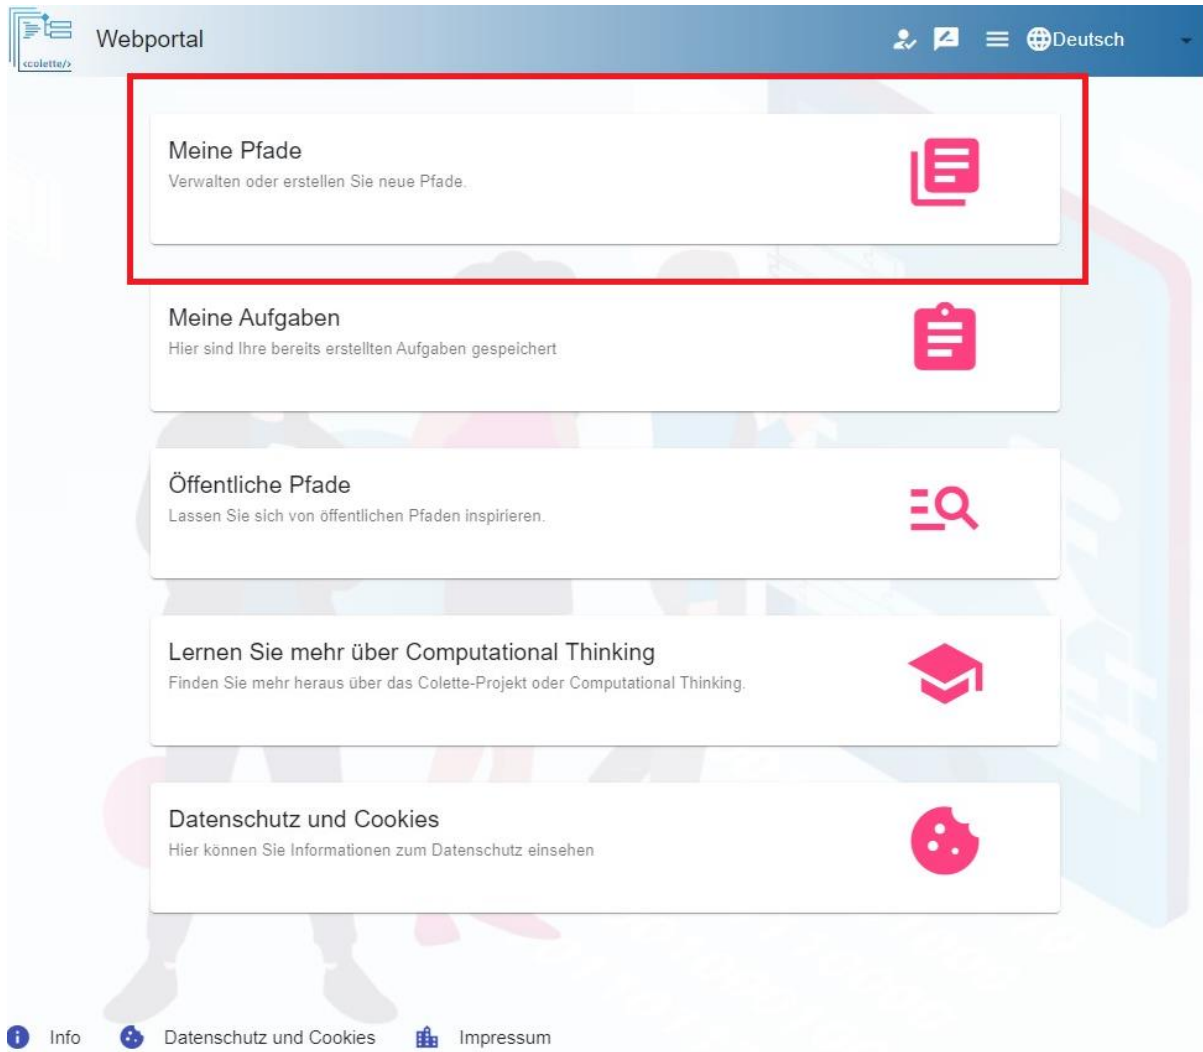 <colette/>
Webportal
Deutsch
Meine Pfade
Verwalten oder erstellen Sie neue Pfade.
Meine Aufgaben
Hier sind Ihre bereits erstellten Aufgaben gespeichert
Öffentliche Pfade
Lassen Sie sich von öffentlichen Pfaden inspirieren.
Lernen Sie mehr über Computational Thinking
Finden Sie mehr heraus über das Colette-Projekt oder Computational Thinking.
Datenschutz und Cookies
Hier können Sie Informationen zum Datenschutz einsehen
Info
Datenschutz und Cookies
Impressum